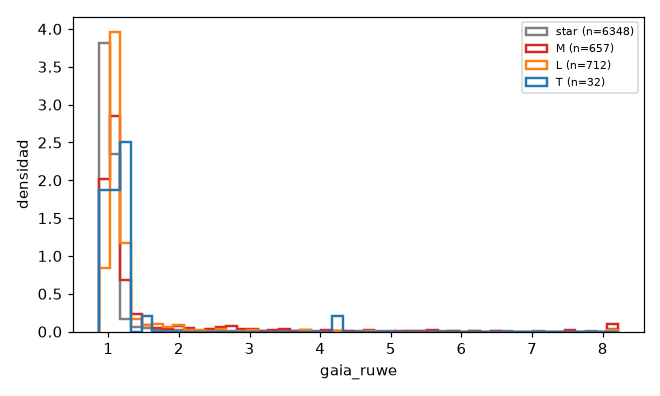 4.0
3.5
3.0
2.5
2.0
1.5
1.0
0.5
0.0
densidad
star (n=6348)
M (n=657)
L (n=712)
T (n=32)
1 2 3 4 5 6 7 8
gaia_ruwe